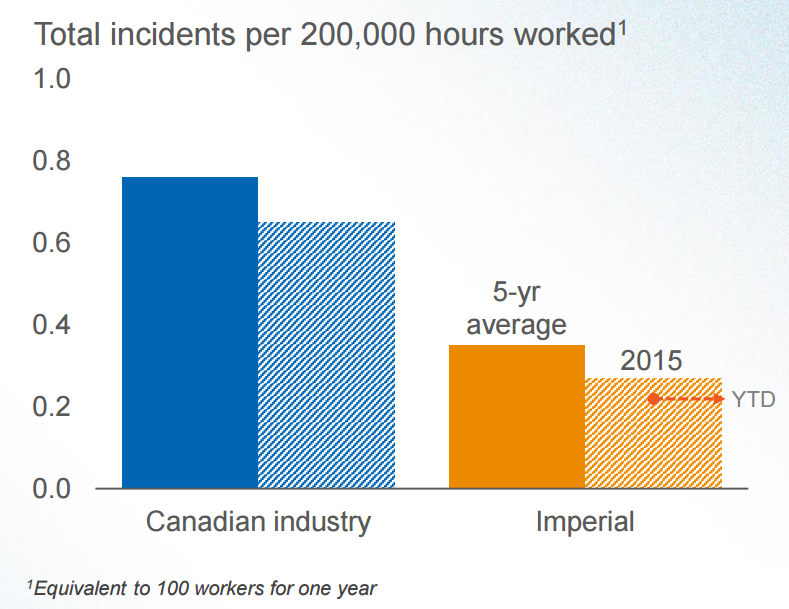 Total incidents per 200,000 hours worked¹
1.0
0.8
0.6
0.4
0.2
0.0
5-yr
average
2015
YTD
Canadian industry
Imperial
¹Equivalent to 100 workers for one year